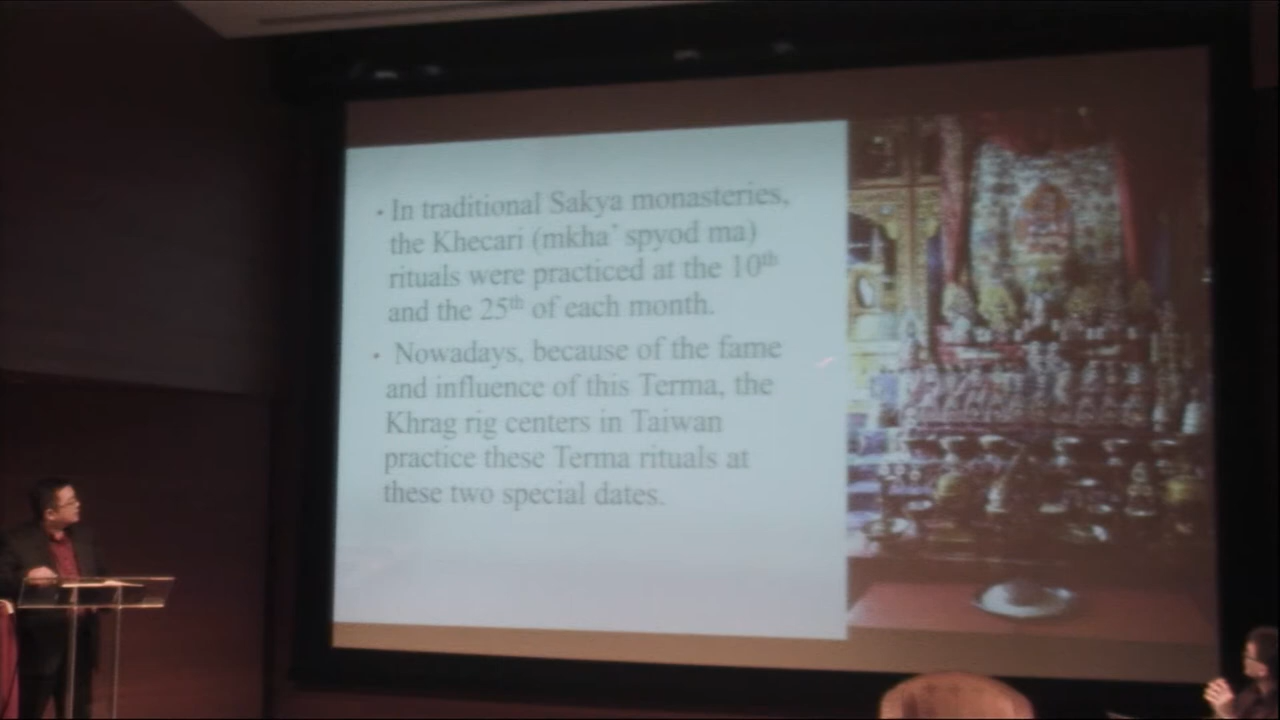 • In traditional Sakya monasteries,
the Khecari (mkha' spyod ma)
rituals were practiced at the 10th
and the 25th of each month.
• Nowadays, because of the fame
and influence of this Terma, the
Khrag rig centers in Taiwan
practice these Terma rituals at
these two special dates.